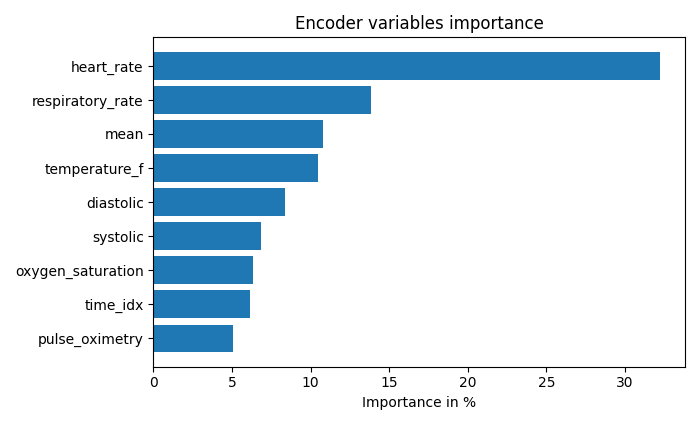 Encoder variables importance
heart_rate
respiratory_rate
mean
temperature_f
diastolic
systolic
oxygen_saturation
time_idx
pulse_oximetry
0 5 10 15 20 25 30
Importance in %